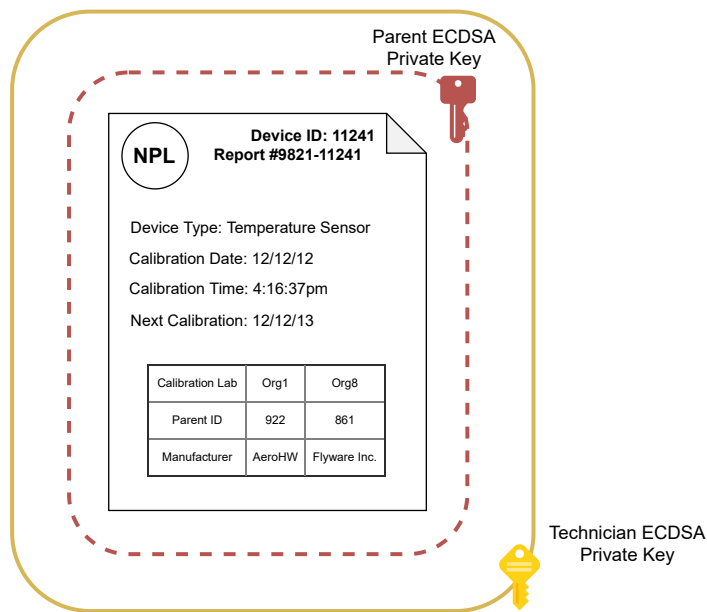 Parent ECDSA
Private Key
NPL
Device ID: 11241
Report #9821-11241
Device Type: Temperature Sensor
Calibration Date: 12/12/12
Calibration Time: 4:16:37pm
Next Calibration: 12/12/13
Calibration Lab Org1 Org8
Parent ID 922 861
Manufacturer AeroHW Flyware Inc.
Technician ECDSA
Private Key